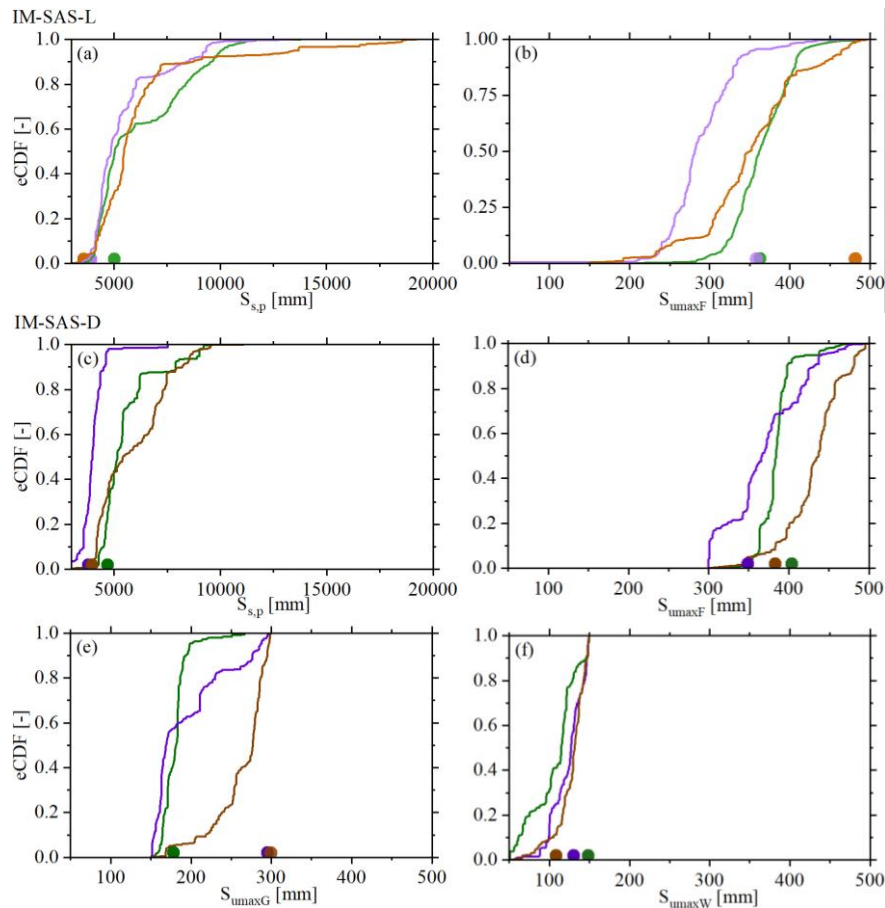 IM-SAS-L
(a)
(b)
eCDF [-]
1.0
0.8
0.6
0.4
0.2
0.0
5000 10000 15000 20000
Ss,p [mm]
1.00
0.75
0.50
0.25
0.00
100 200 300 400 500
SumaxF [mm]
IM-SAS-D
(c)
(d)
eCDF [-]
1.0
0.8
0.6
0.4
0.2
0.0
5000 10000 15000 20000
Ss,p [mm]
1.0
0.8
0.6
0.4
0.2
0.0
100 200 300 400 500
SumaxF [mm]
(e)
(f)
eCDF [-]
1.0
0.8
0.6
0.4
0.2
0.0
100 200 300 400 500
SumaxG [mm]
1.0
0.8
0.6
0.4
0.2
0.0
100 200 300 400 500
SumaxW [mm]